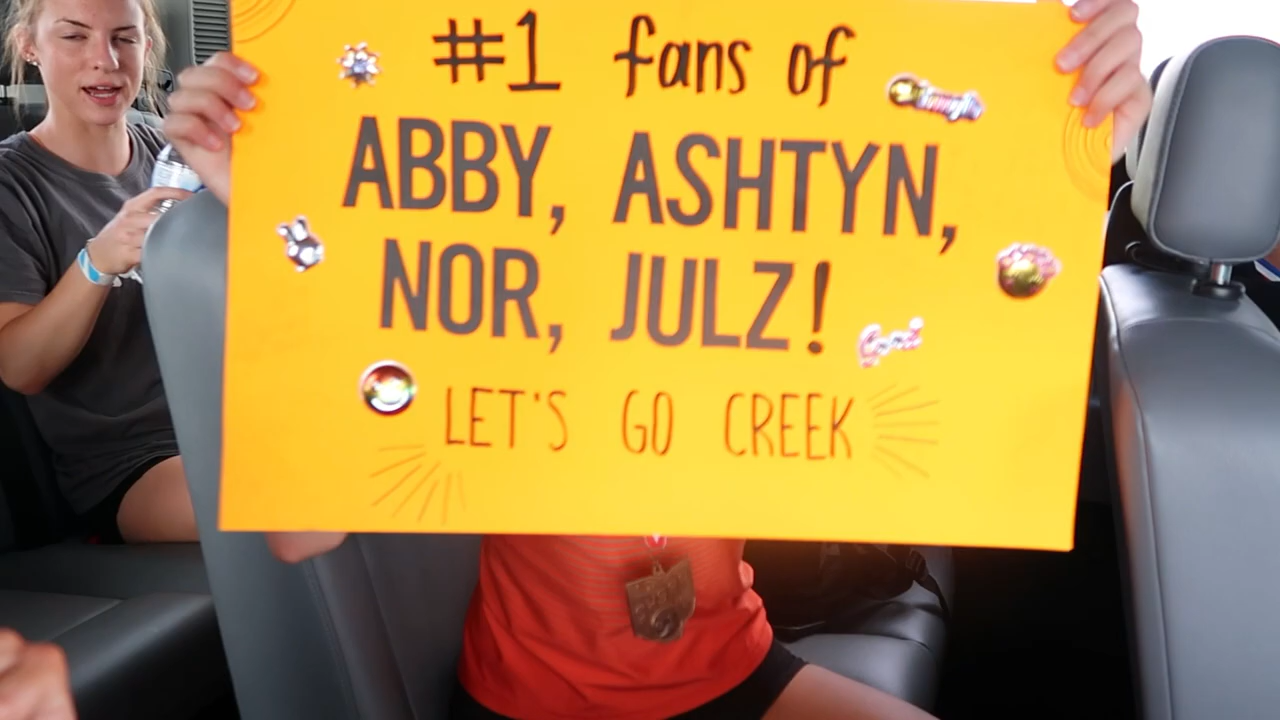 #1 fans of
ABBY, ASHTYN,
NOR, JULZ!
LET'S GO CREEK